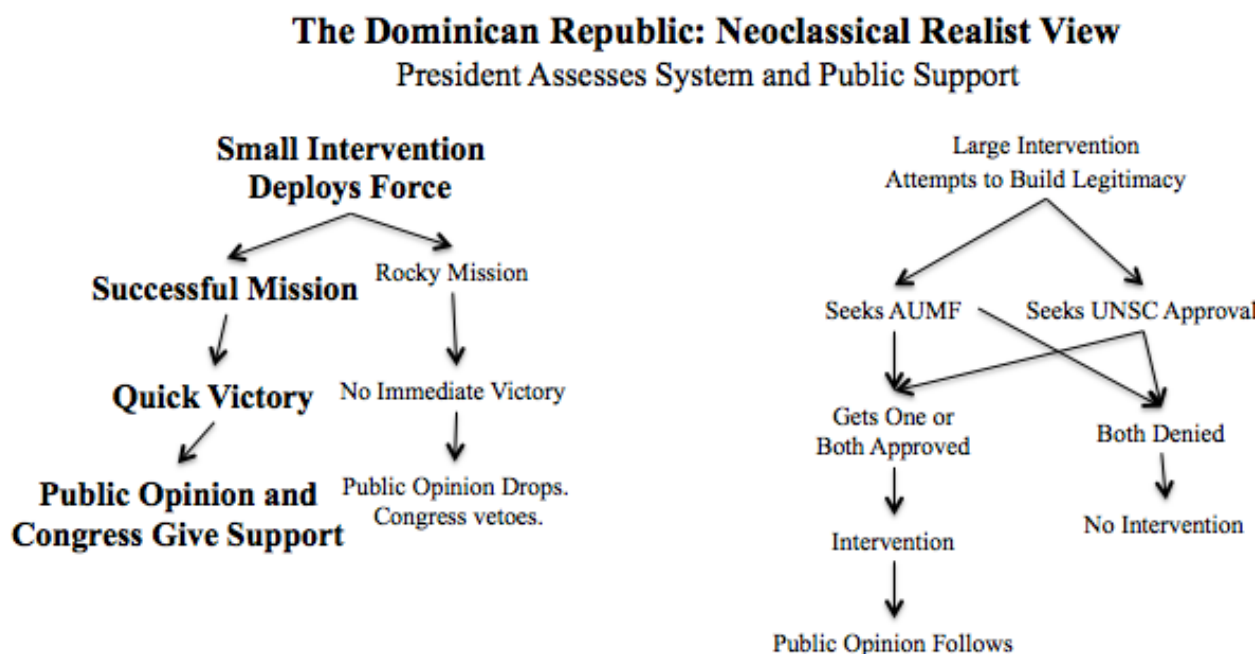 The Dominican Republic: Neoclassical Realist View
President Assesses System and Public Support
Small Intervention
Deploys Force
Successful Mission
Rocky Mission
Quick Victory
No Immediate Victory
Public Opinion and
Congress Give Support
Public Opinion Drops.
Congress vetoes.
Large Intervention
Attempts to Build Legitimacy
Seeks AUMF
Seeks UNSC Approval
Gets One or
Both Approved
Both Denied
Intervention
No Intervention
Public Opinion Follows